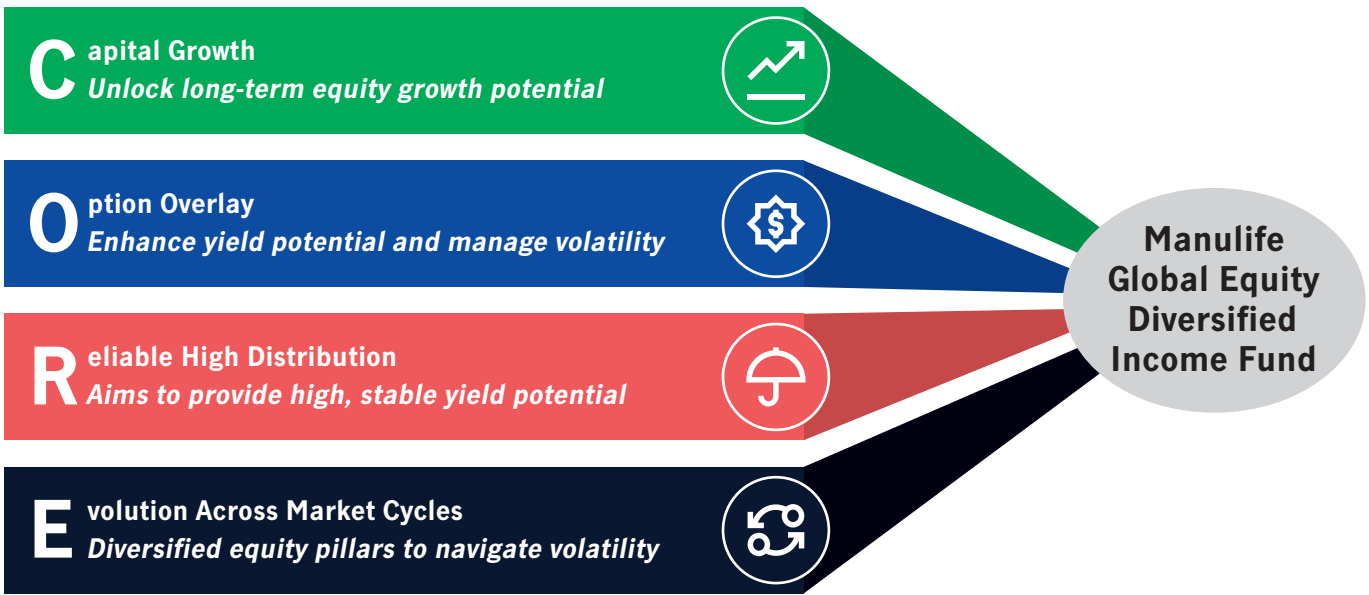 Capital Growth
Unlock long-term equity growth potential
Option Overlay
Enhance yield potential and manage volatility
Reliable High Distribution
Aims to provide high, stable yield potential
Evolution Across Market Cycles
Diversified equity pillars to navigate volatility
Manulife
Global Equity
Diversified
Income Fund